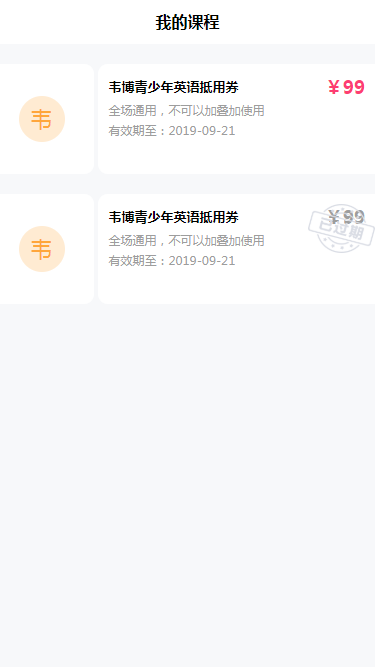 我的课程
韦博青少年英语抵用券
￥99
韦
全场通用，不可以加叠加使用
有效期至：2019-09-21
韦博青少年英语抵用券
￥99
已过期
韦
全场通用，不可以加叠加使用
有效期至：2019-09-21